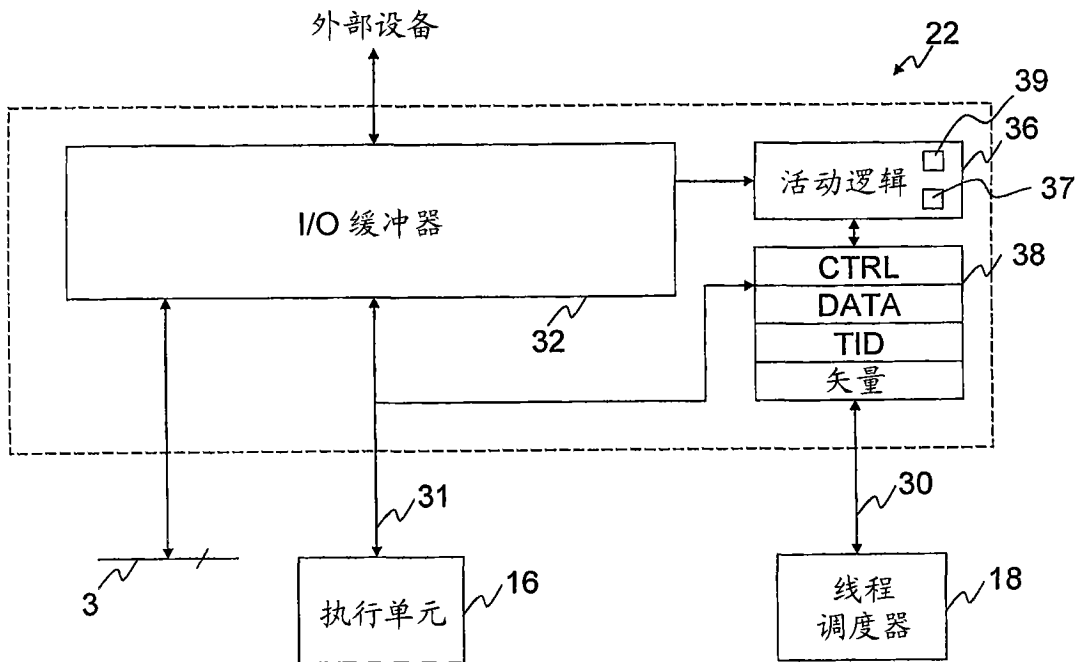 外部设备
22
39
36
活动逻辑
37
I/O 缓冲器
CTRL
38
DATA
32
TID
矢量
31
30
3
16
执行单元
18
线程
调度器